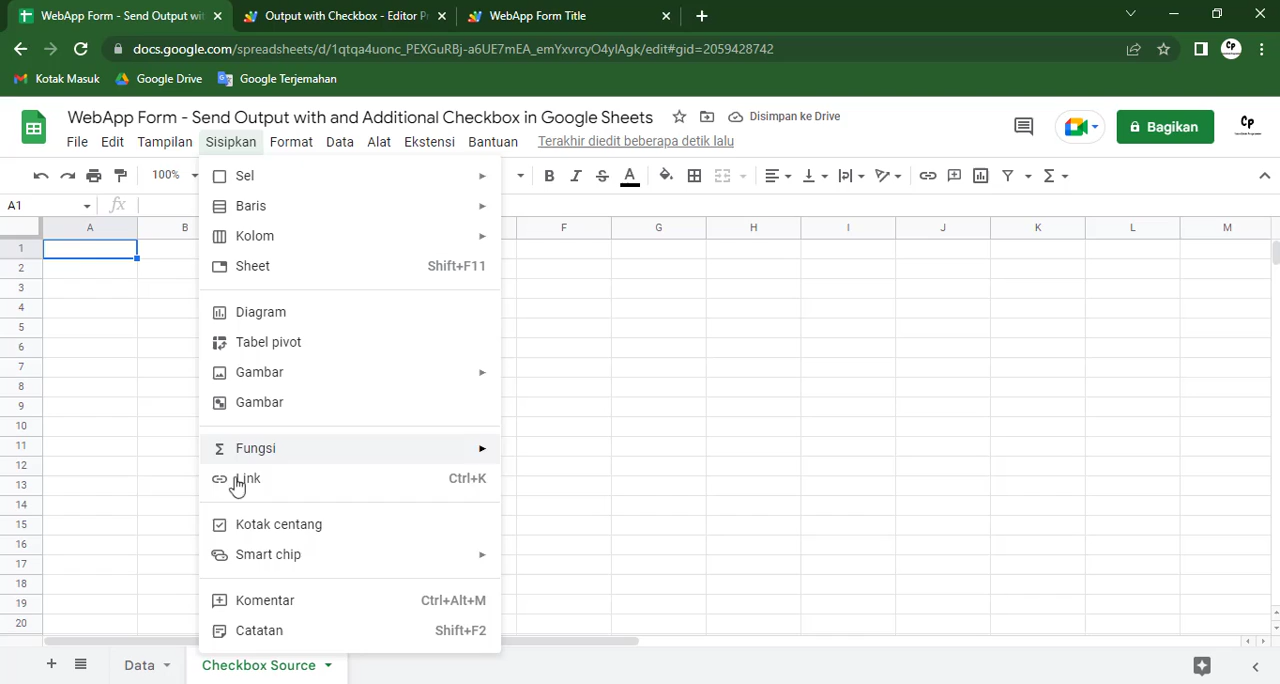 WebApp Form - Send Output wit
Output with Checkbox - Editor P
WebApp Form Title
docs.google.com/spreadsheets/d/1qtqa4uonc_PEXGuRBj-a6UE7mEA_emYxvrcyO4ylAgk/edit#gid=2059428742
Cp
Kotak Masuk
Google Drive
Google Terjemahan
WebApp Form - Send Output with and Additional Checkbox in Google Sheets
Disimpan ke Drive
File Edit Tampilan Sisipkan Format Data Alat Ekstensi Bantuan Terakhir diedit beberapa detik lalu
Bagikan
Cp
100%
B I S A
A1
fx
A B F G H I J K L M
1
2
3
4
5
6
7
8
9
10
11
12
13
14
15
16
17
18
19
20
Sel
Baris
Kolom
Sheet Shift+F11
Diagram
Tabel pivot
Gambar
Gambar
Fungsi
Link Ctrl+K
Kotak centang
Smart chip
Komentar Ctrl+Alt+M
Catatan Shift+F2
Data
Checkbox Source